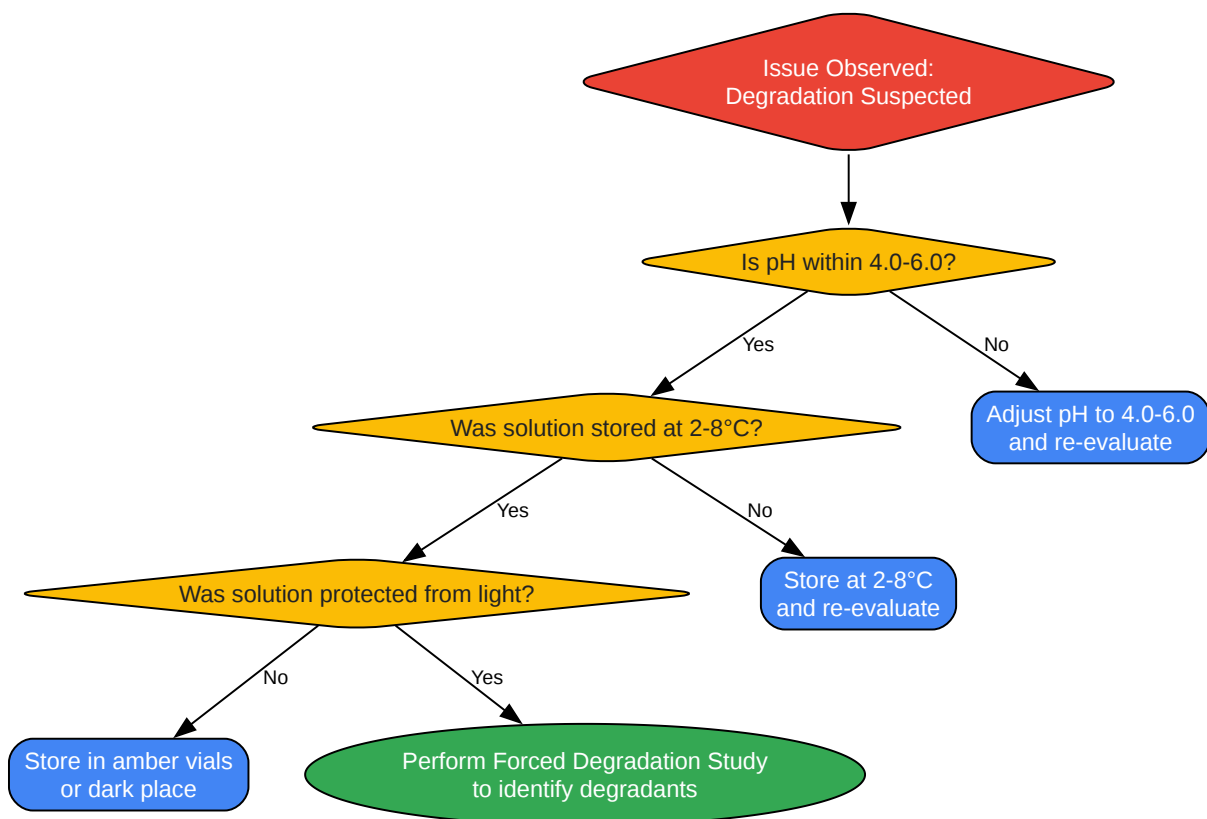 Issue Observed:
Degradation Suspected
Is pH within 4.0-6.0?
Yes
No
Adjust pH to 4.0-6.0
and re-evaluate
Was solution stored at 2-8°C?
Yes
No
Store at 2-8°C
and re-evaluate
Was solution protected from light?
No
Yes
Store in amber vials
or dark place
Perform Forced Degradation Study
to identify degradants